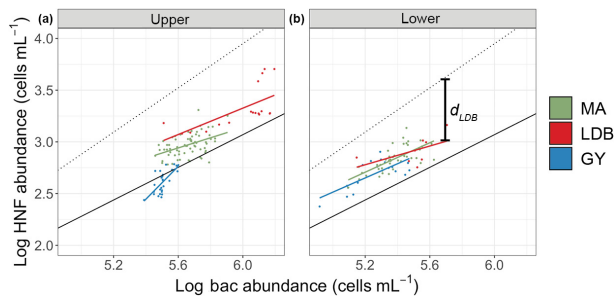 (a) Upper (b) Lower
Log HNF abundance (cells mL⁻¹)
4.0
3.5
3.0
2.5
2.0
d_LDB
MA
LDB
GY
5.2 5.6 6.0 5.2 5.6 6.0
Log bac abundance (cells mL⁻¹)